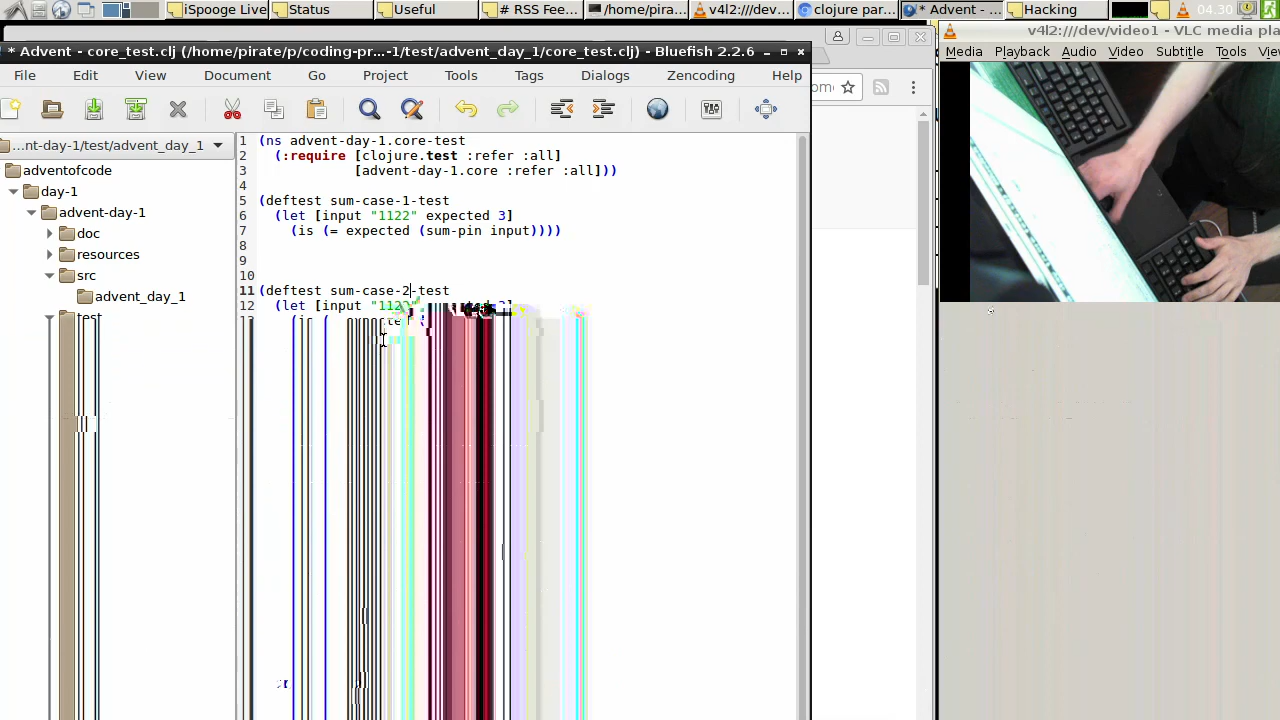 iSpooge Live
Status
Useful
# RSS Fee...
/home/pira...
v4l2:///dev...
clojure par...
* Advent - ...
Hacking
04.30
* Advent - core_test.clj (/home/pirate/p/coding-pr...-1/test/advent_day_1/core_test.clj) - Bluefish 2.2.6
v4l2:///dev/video1 - VLC media pla
File Edit View Document Go Project Tools Tags Dialogs Zencoding Help
Media Playback Audio Video Subtitle Tools
...nt-day-1/test/advent_day_1
adventofcode
day-1
advent-day-1
doc
resources
src
advent_day_1
test
1 (ns advent-day-1.core-test
2 (:require [clojure.test :refer :all]
3 [advent-day-1.core :refer :all]))
4
5 (deftest sum-case-1-test
6 (let [input "1122" expected 3]
7 (is (= expected (sum-pin input))))
8
9
10
11 (deftest sum-case-2-test
12 (let [input